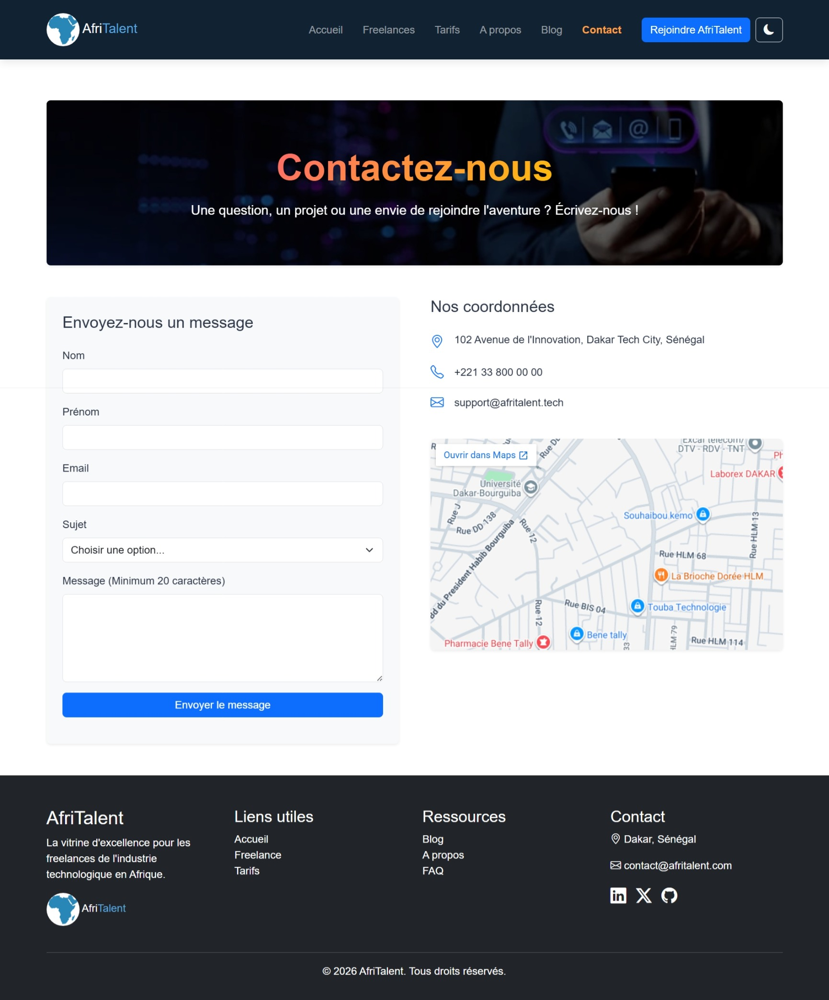 AfriTalent
Accueil
Freelances
Tarifs
A propos
Blog
Contact
Rejoindre AfriTalent
Contactez-nous
Une question, un projet ou une envie de rejoindre l'aventure ? Écrivez-nous !
Envoyez-nous un message
Nom
Prénom
Email
Sujet
Choisir une option...
Message (Minimum 20 caractères)
Envoyer le message
Nos coordonnées
102 Avenue de l'Innovation, Dakar Tech City, Sénégal
+221 33 800 00 00
support@afritalent.tech
Ouvrir dans Maps
Excaf telecom/
DTV - RDV - TNT
Laborex DAKAR
Université
Dakar-Bourguiba
Rue J
Rue DD 138
Rue 12
Bd du President Habib Bourguiba
Souhaibou kemo
Rue HLM 13
Rue HLM 68
La Brioche Dorée HLM
Rue 12
Rue BIS 04
Touba Technologie
Bene tally
Pharmacie Bene Tally
33
HLM 79
Rue HLM 114
AfriTalent
La vitrine d'excellence pour les
freelances de l'industrie
technologique en Afrique.
AfriTalent
Liens utiles
Accueil
Freelance
Tarifs
Ressources
Blog
A propos
FAQ
Contact
Dakar, Sénégal
contact@afritalent.com
© 2026 AfriTalent. Tous droits réservés.